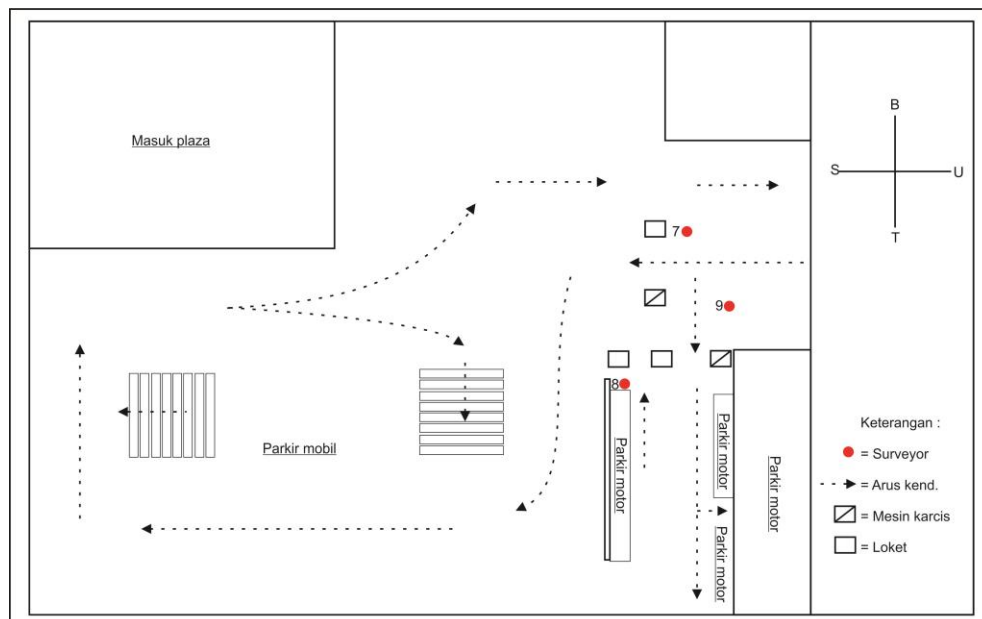 Masuk plaza
B
S
U
T
7
9
8
Parkir mobil
Parkir motor
Parkir motor
Parkir motor
Parkir motor
Keterangan :
= Surveyor
= Arus kend.
= Mesin karcis
= Loket